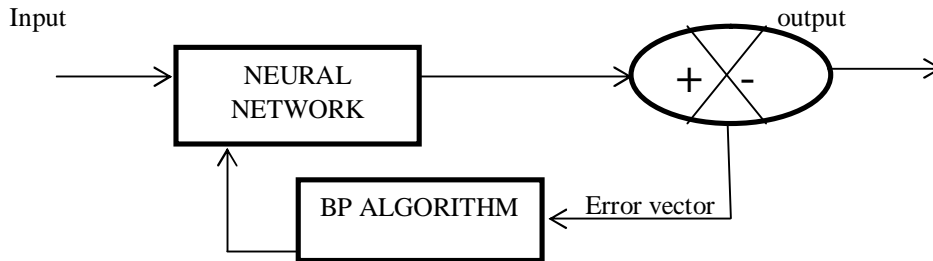 Input
output
NEURAL
NETWORK
+ -
BP ALGORITHM
Error vector